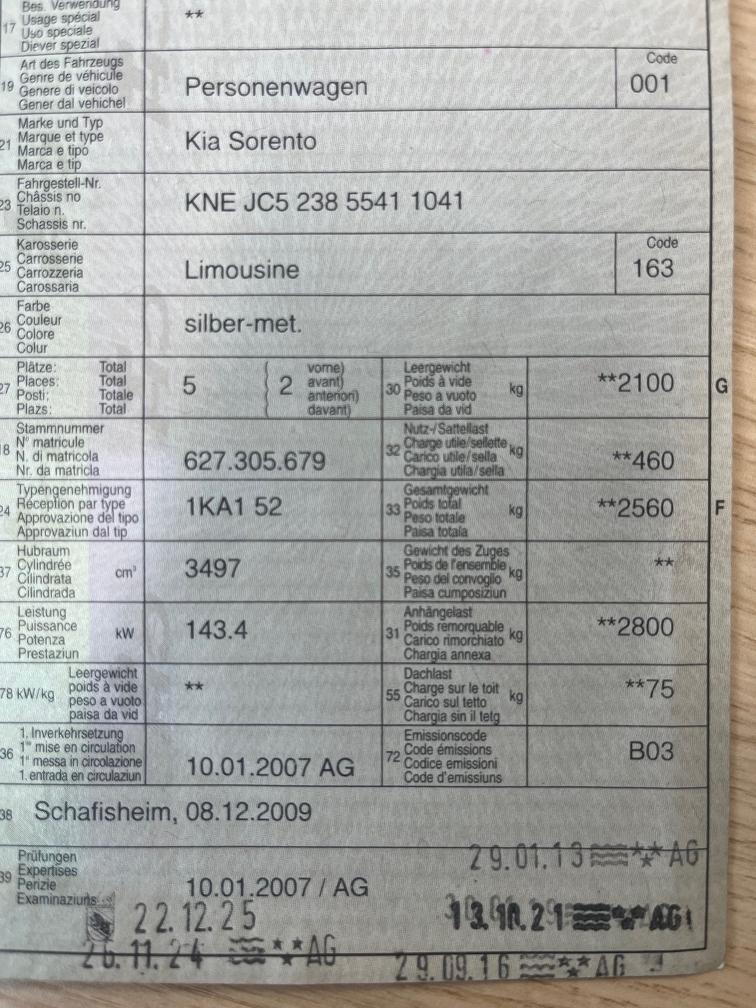 Bes. Verwendung
17 Usage spécial
Uso speciale
Diever spezial
**
Art des Fahrzeugs
19 Genre de véhicule
Genere di veicolo
Gener dal vehichel
Personenwagen
Code
001
Marke und Typ
21 Marque et type
Marca e tipo
Marca e tip
Kia Sorento
Fahrgestell-Nr.
23 Châssis no
Telaio n.
Schassis nr.
KNE JC5 238 5541 1041
Karosserie
25 Carrosserie
Carrozzeria
Carossaria
Limousine
Code
163
Farbe
26 Couleur
Colore
Colur
silber-met.
Plätze: Total
27 Places: Total
Posti: Totale
Plazs: Total
5
2
vorne)
avant)
anteriori)
davant)
Leergewicht
30 Poids à vide kg
Peso a vuoto
Paisa da vid
**2100
G
Stammnummer
18 N° matricule
N. di matricola
Nr. da matricla
627.305.679
Nutz-/Sattellast
32 Charge utile/sellette kg
Carico utile/sella
Chargia utila/sella
**460
Typengenehmigung
24 Réception par type
Approvazione del tipo
Approvaziun dal tip
1KA1 52
Gesamtgewicht
33 Poids total kg
Peso totale
Paisa totala
**2560
F
Hubraum
37 Cylindrée cm³
Cilindrata
Cilindrada
3497
Gewicht des Zuges
35 Poids de l'ensemble kg
Peso del convoglio
Paisa cumposiziun
**
Leistung
76 Puissance kW
Potenza
Prestaziun
143.4
Anhängelast
31 Poids remorquable kg
Carico rimorchiato
Chargia annexa
**2800
Leergewicht
78 kW/kg poids à vide
peso a vuoto
paisa da vid
**
Dachlast
55 Charge sur le toit kg
Carico sul tetto
Chargia sin il tetg
**75
1. Inverkehrsetzung
36 1re mise en circulation
1a messa in circolazione
1. entrada en circulaziun
10.01.2007 AG
Emissionscode
72 Code émissions
Codice emissioni
Code d'emissiuns
B03
38 Schafisheim, 08.12.2009
29.01.13 ** AG
Prüfungen
39 Expertises
Perizie
Examinaziuns
10.01.2007 / AG
22.12.25
AG
26.11.24 ** AG
29.09.16 ** AG